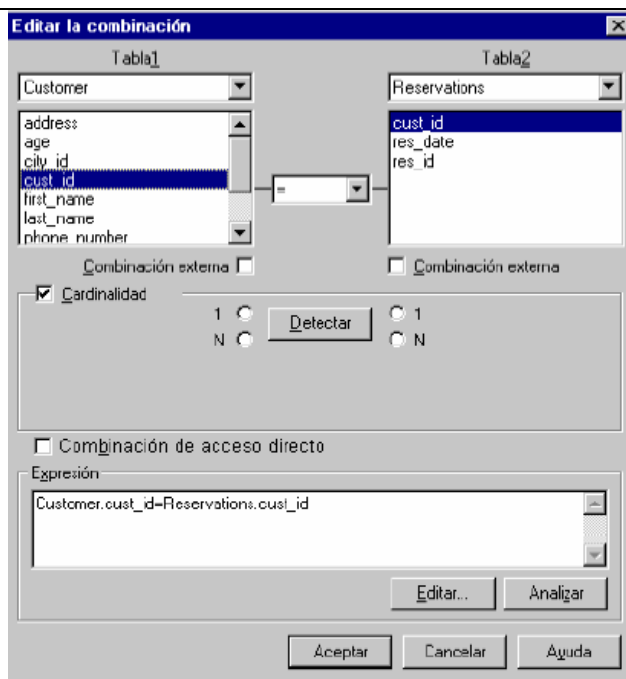 Editar la combinación
Tabla1 Tabla2
Customer Reservations
address cust_id
age res_date
city_id res_id
cust_id
=
first_name
last_name
phone_number
Combinación externa Combinación externa
Cardinalidad
1 Detectar 1
N N
Combinación de acceso directo
Expresión
Customer.cust_id=Reservations.cust_id
Editar... Analizar
Aceptar Cancelar Ayuda